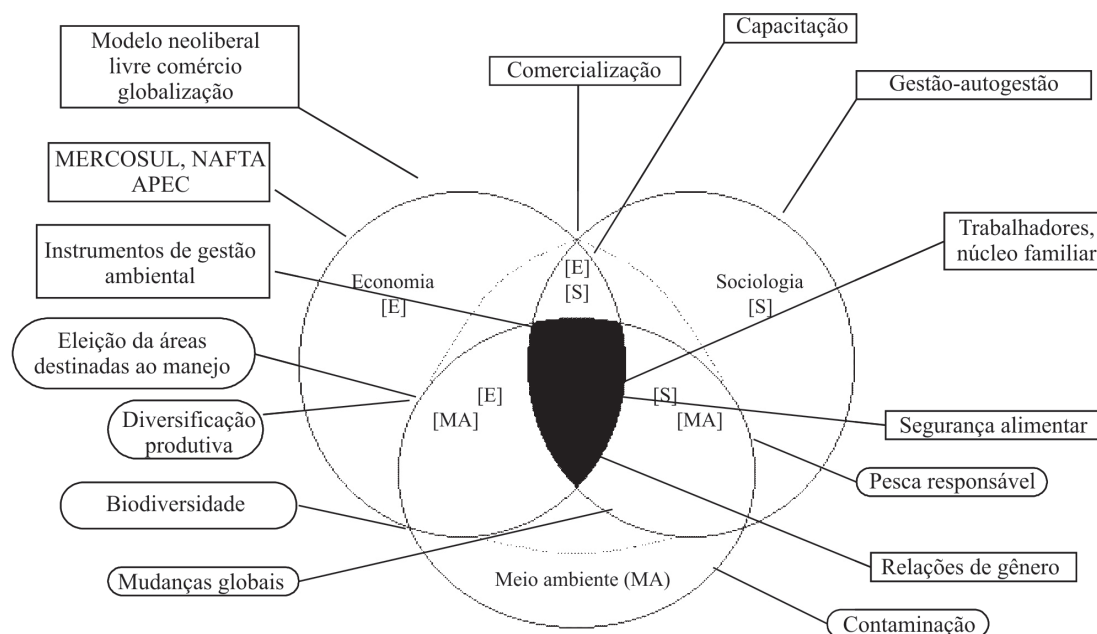 Modelo neoliberal
livre comércio
globalização
Comercialização
Capacitação
Gestão-autogestão
MERCOSUL, NAFTA
APEC
Instrumentos de gestão
ambiental
Trabalhadores,
núcleo familiar
Economia
[E]
[E]
[S]
Sociologia
[S]
Eleição da áreas
destinadas ao manejo
Diversificação
produtiva
[E]
[MA]
[S]
[MA]
Segurança alimentar
Pesca responsável
Biodiversidade
Mudanças globais
Meio ambiente (MA)
Relações de gênero
Contaminação